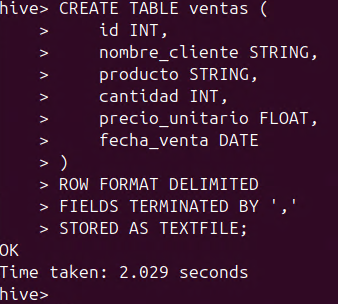 hive> CREATE TABLE ventas (
    >     id INT,
    >     nombre_cliente STRING,
    >     producto STRING,
    >     cantidad INT,
    >     precio_unitario FLOAT,
    >     fecha_venta DATE
    > )
    > ROW FORMAT DELIMITED
    > FIELDS TERMINATED BY ','
    > STORED AS TEXTFILE;
OK
Time taken: 2.029 seconds
hive>